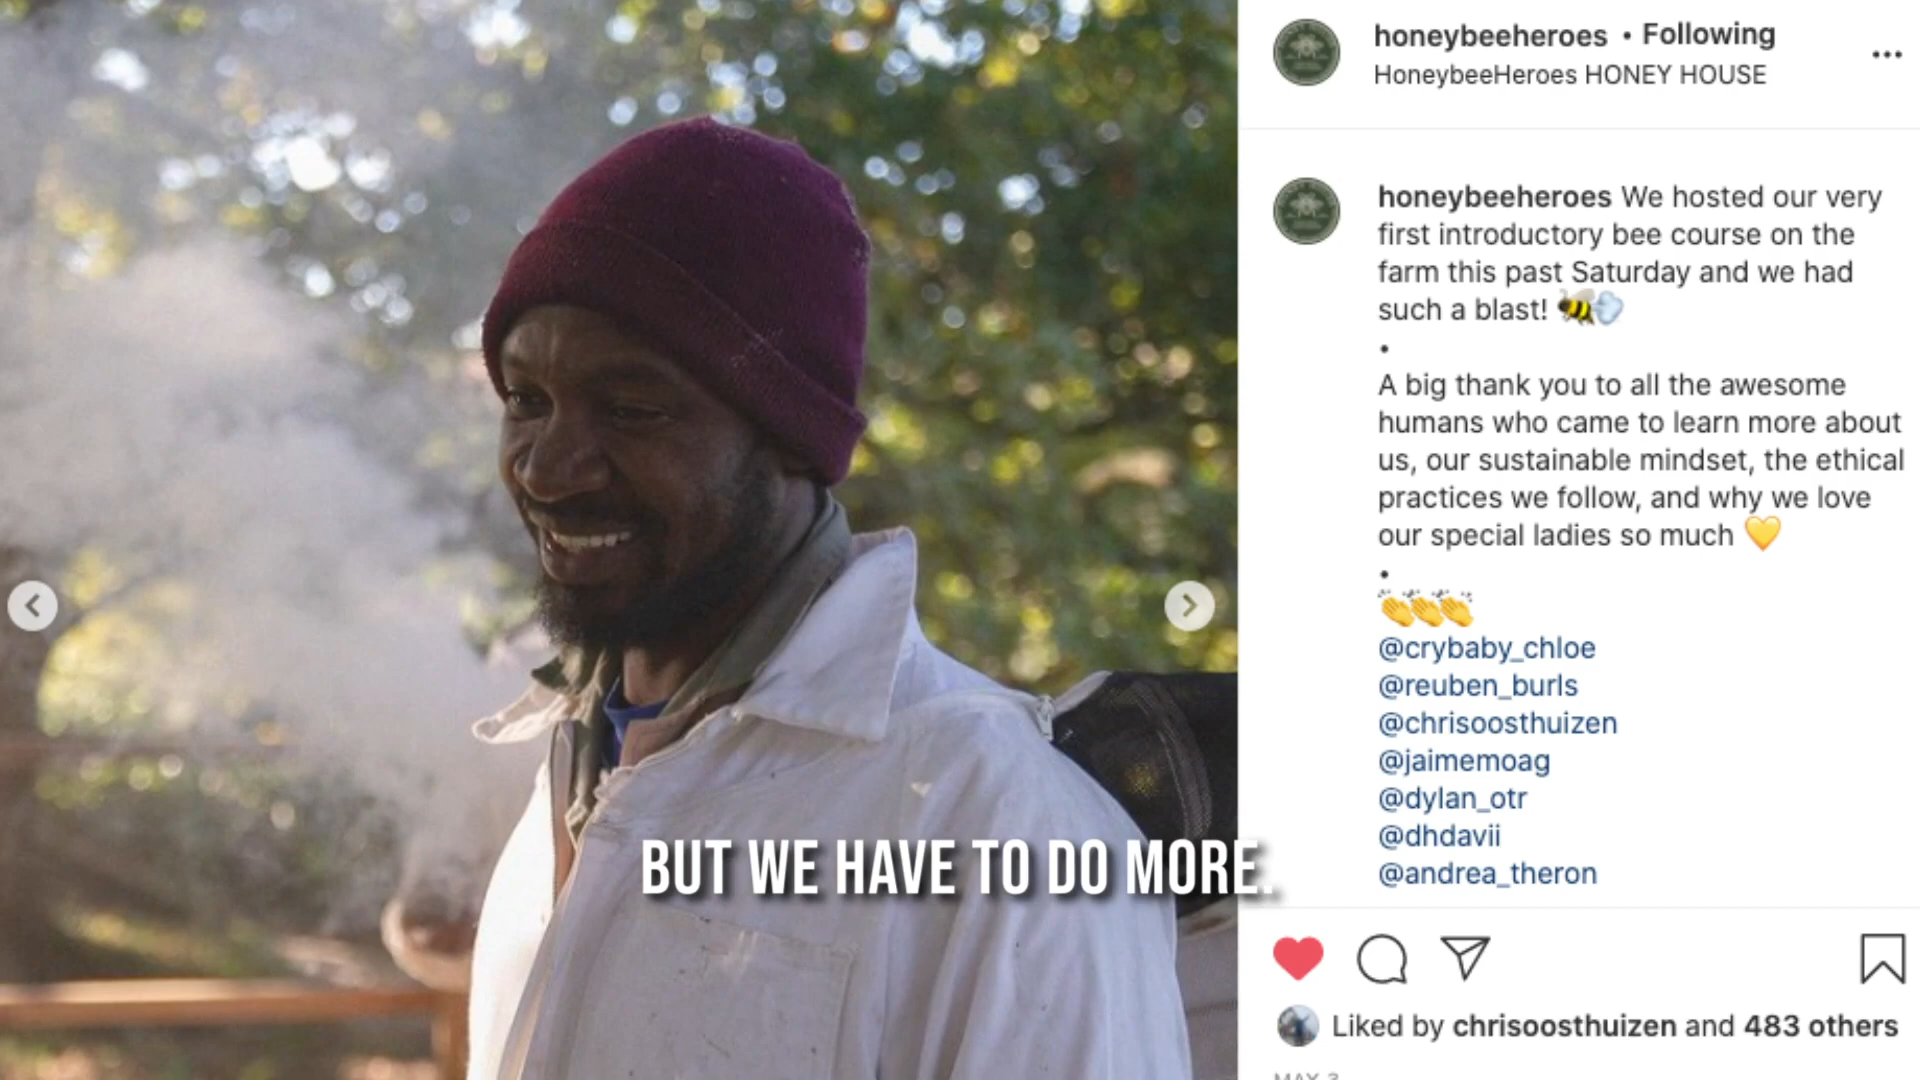 honeybeeheroes • Following
HoneybeeHeroes HONEY HOUSE
honeybeeheroes We hosted our very
first introductory bee course on the
farm this past Saturday and we had
such a blast! 🐝💨
•
A big thank you to all the awesome
humans who came to learn more about
us, our sustainable mindset, the ethical
practices we follow, and why we love
our special ladies so much 💛
•
👏👏👏
@crybaby_chloe
@reuben_burls
@chrisoosthuizen
@jaimemoag
@dylan_otr
@dhdavii
@andrea_theron
BUT WE HAVE TO DO MORE.
Liked by chrisoosthuizen and 483 others